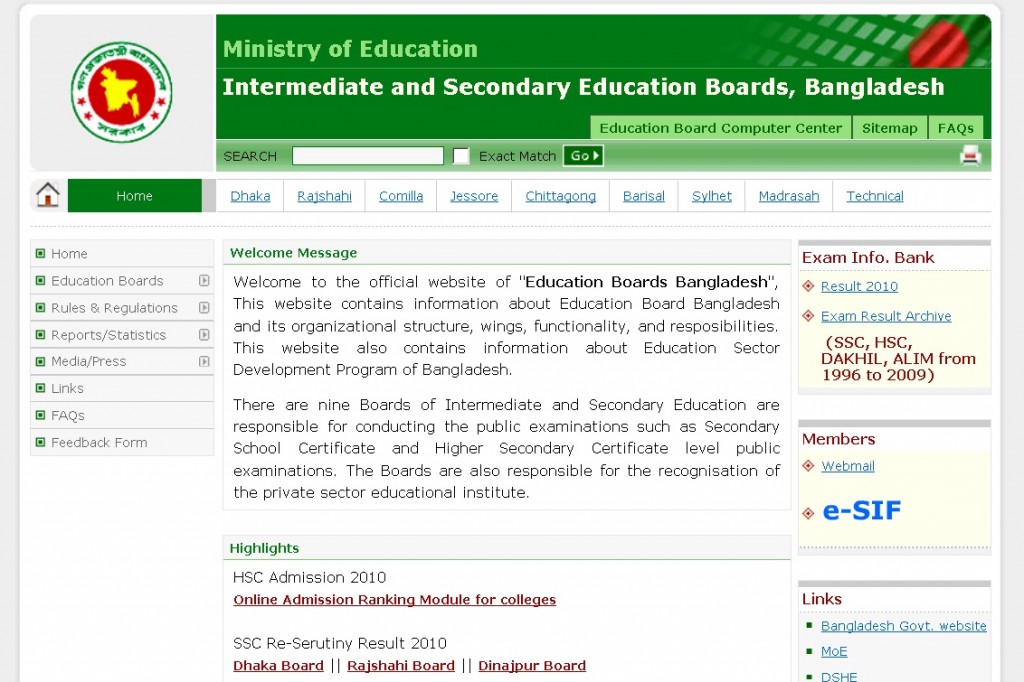 গণপ্রজাতন্ত্রী বাংলাদেশ
সরকার
Ministry of Education
Intermediate and Secondary Education Boards, Bangladesh
Education Board Computer Center Sitemap FAQs
SEARCH Exact Match Go
Home Dhaka Rajshahi Comilla Jessore Chittagong Barisal Sylhet Madrasah Technical
Home
Education Boards
Rules & Regulations
Reports/Statistics
Media/Press
Links
FAQs
Feedback Form
Welcome Message
Welcome to the official website of "Education Boards Bangladesh",
This website contains information about Education Board Bangladesh
and its organizational structure, wings, functionality, and resposibilities.
This website also contains information about Education Sector
Development Program of Bangladesh.
There are nine Boards of Intermediate and Secondary Education are
responsible for conducting the public examinations such as Secondary
School Certificate and Higher Secondary Certificate level public
examinations. The Boards are also responsible for the recognisation of
the private sector educational institute.
Highlights
HSC Admission 2010
Online Admission Ranking Module for colleges
SSC Re-Serutiny Result 2010
Dhaka Board || Rajshahi Board || Dinajpur Board
Exam Info. Bank
Result 2010
Exam Result Archive
(SSC, HSC,
DAKHIL, ALIM from
1996 to 2009)
Members
Webmail
e-SIF
Links
Bangladesh Govt. website
MoE
DSHE